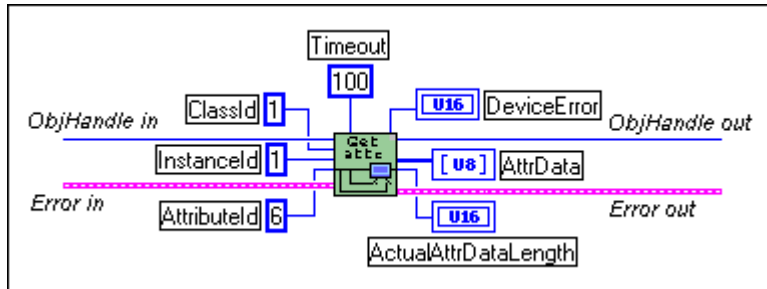 Timeout
100
ClassId 1
U16 DeviceError
ObjHandle in
ObjHandle out
Get
attr
InstanceId 1
[U8] AttrData
Error in
Error out
AttributeId 6
U16
ActualAttrDataLength